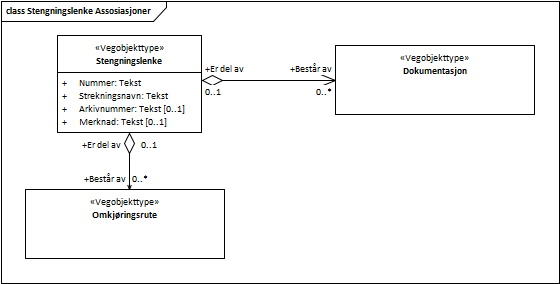 class Stengningslenke Assosiasjoner
«Vegobjekttype»
Stengningslenke
+ Nummer: Tekst
+ Strekningsnavn: Tekst
+ Arkivnummer: Tekst [0..1]
+ Merknad: Tekst [0..1]
+Er del av
0..1
+Består av
0..*
«Vegobjekttype»
Dokumentasjon
+Er del av 0..1
+Består av 0..*
«Vegobjekttype»
Omkjøringsrute